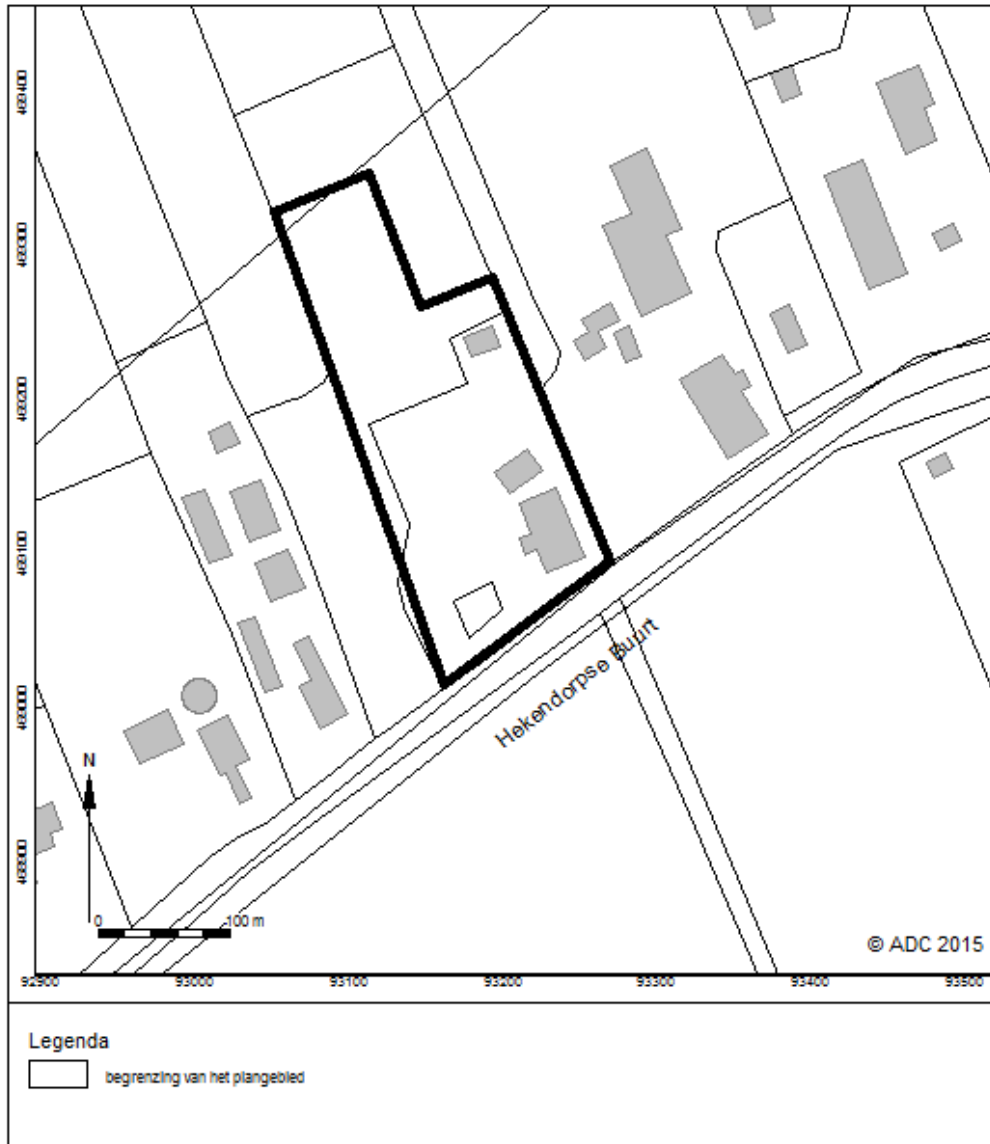 Hekendorpse Buurt
N
0 100 m
© ADC 2015
92900 93000 93100 93200 93300 93400 93500
Legenda
begrenzing van het plangebied